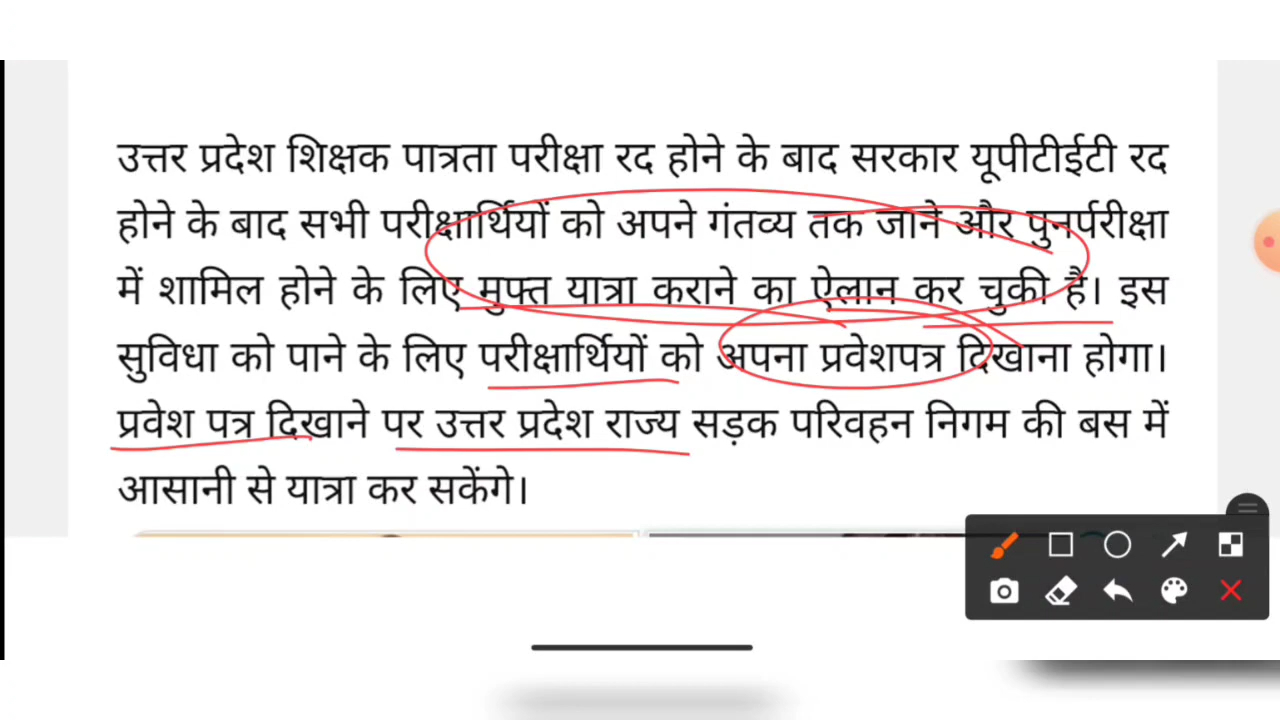 उत्तर प्रदेश शिक्षक पात्रता परीक्षा रद होने के बाद सरकार यूपीटीईटी रद
होने के बाद सभी परीक्षार्थियों को अपने गंतव्य तक जाने और पुनर्परीक्षा
में शामिल होने के लिए मुफ्त यात्रा कराने का ऐलान कर चुकी है। इस
सुविधा को पाने के लिए परीक्षार्थियों को अपना प्रवेशपत्र दिखाना होगा।
प्रवेश पत्र दिखाने पर उत्तर प्रदेश राज्य सड़क परिवहन निगम की बस में
आसानी से यात्रा कर सकेंगे।